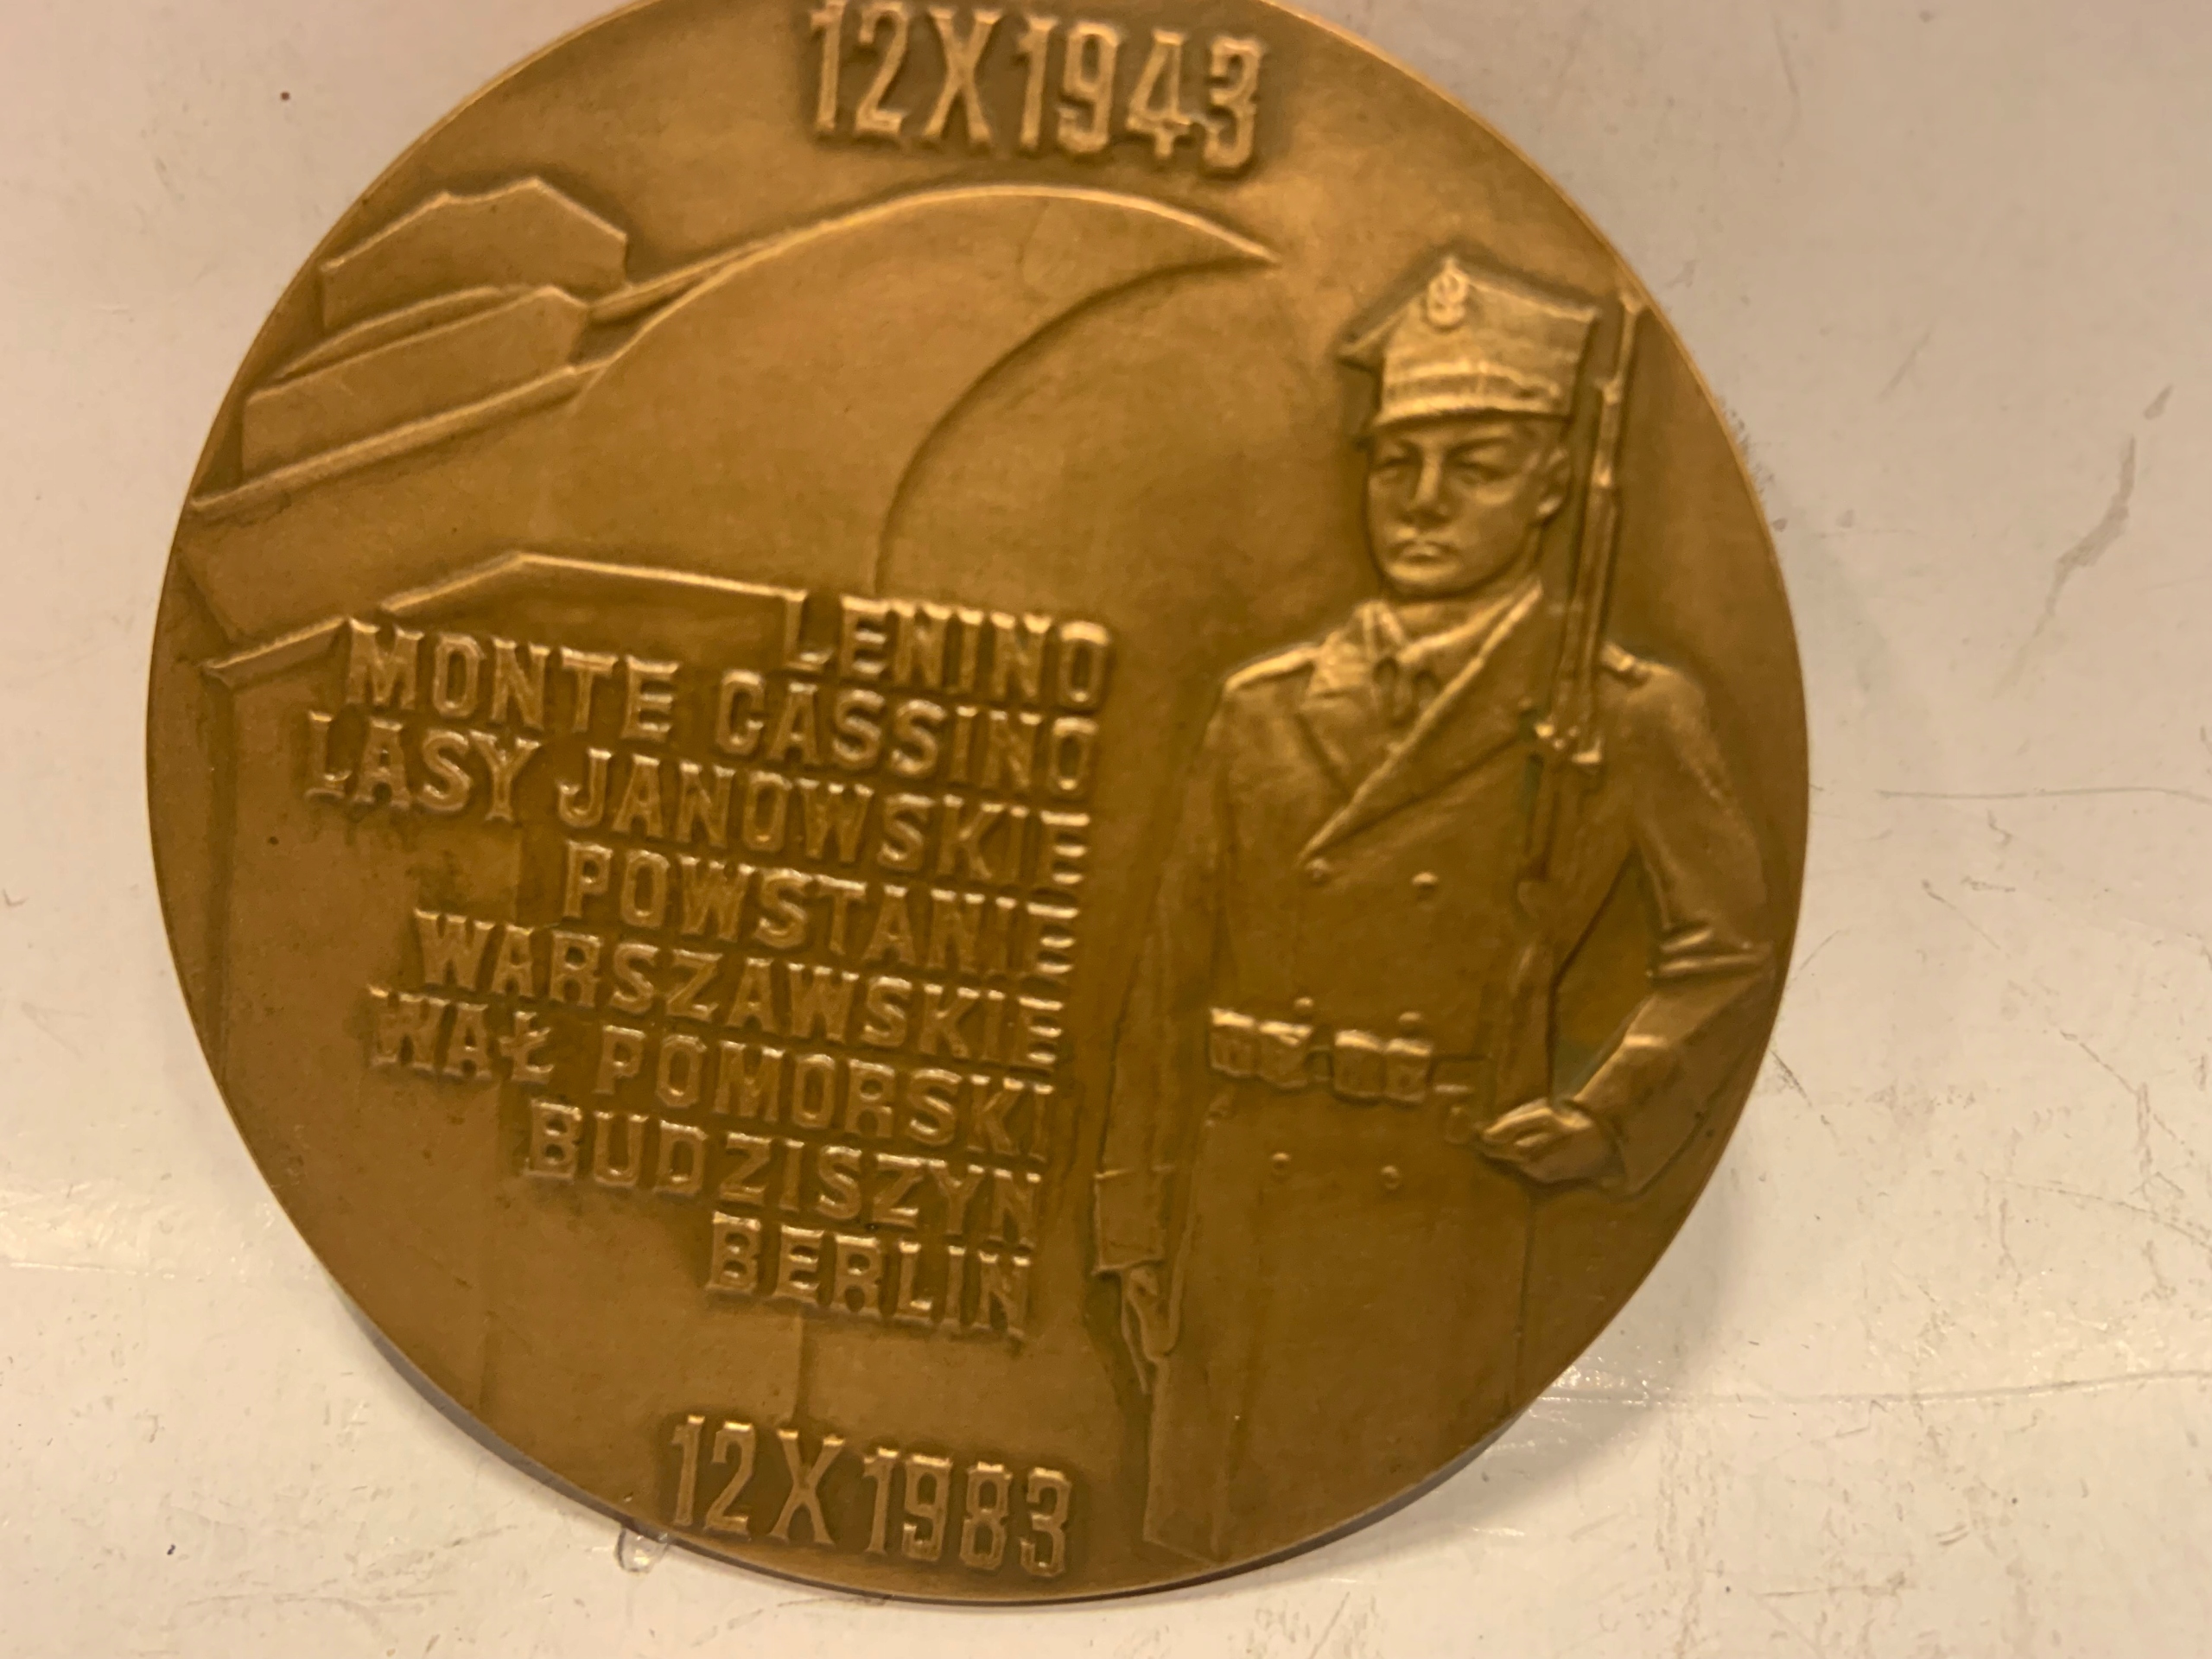 12 X 1943
LENINO
MONTE CASSINO
LASY JANOWSKIE
POWSTANIE
WARSZAWSKIE
WAŁ POMORSKI
BUDZISZYN
BERLIN
12 X 1983